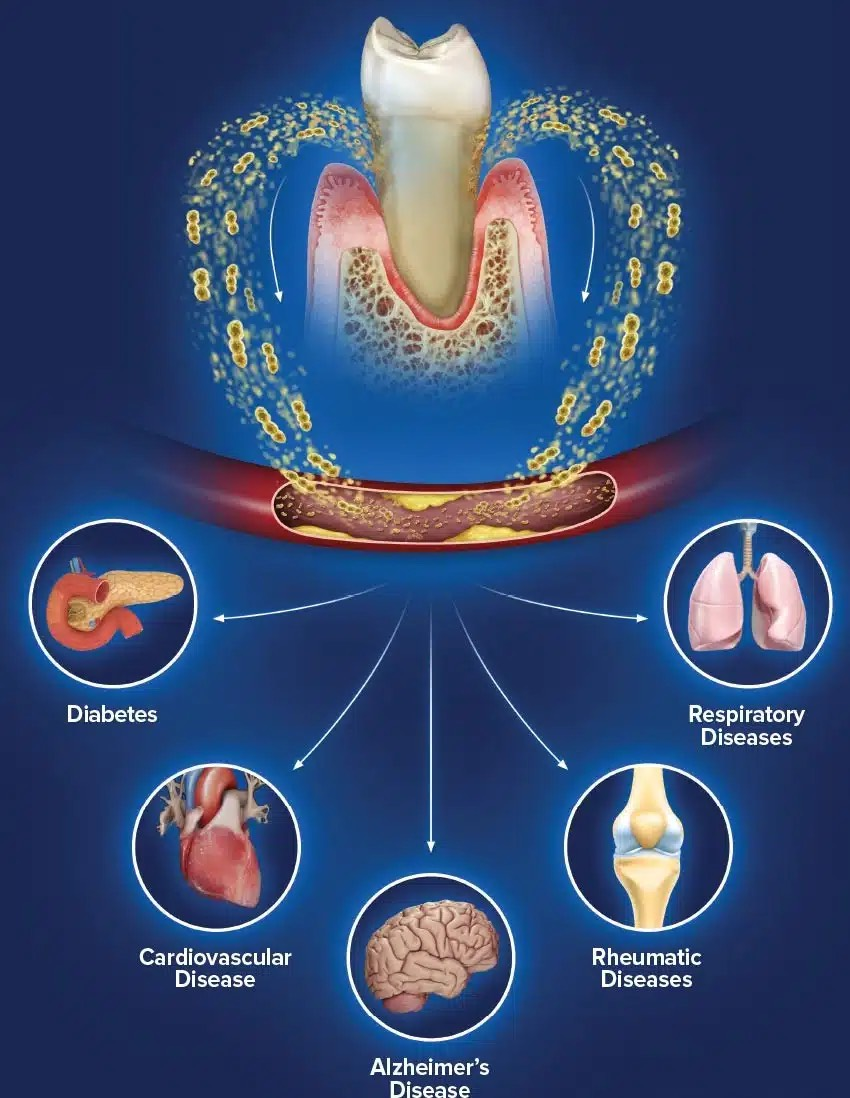 Diabetes
Respiratory
Diseases
Cardiovascular
Disease
Rheumatic
Diseases
Alzheimer's
Disease